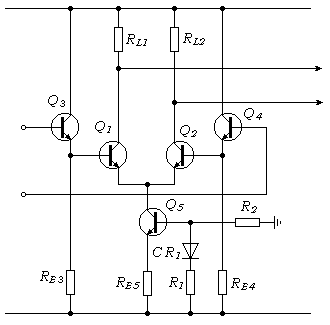 R_L1 R_L2
Q_3 Q_1 Q_2 Q_4
Q_5 R_2
CR_1
R_E3 R_E5 R_1 R_E4